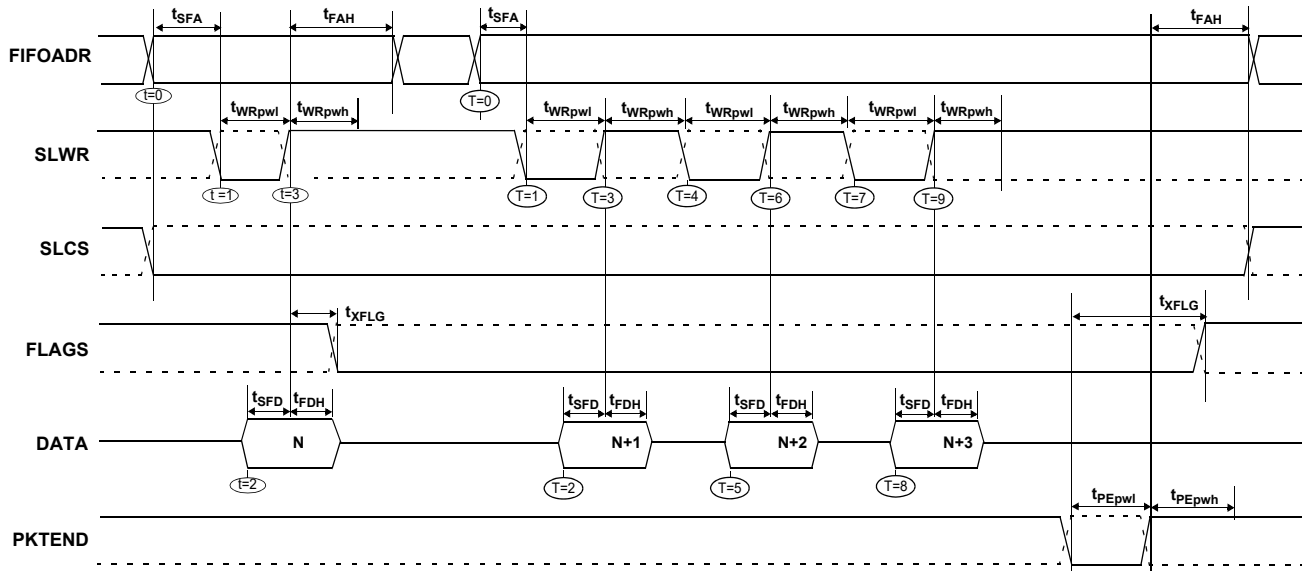 tSFA tFAH tSFA tFAH
FIFOADR
t=0 T=0
tWRpwl tWRpwh tWRpwl tWRpwh tWRpwl tWRpwh tWRpwl tWRpwh
SLWR
t =1 t=3 T=1 T=3 T=4 T=6 T=7 T=9
SLCS
tXFLG tXFLG
FLAGS
tSFD tFDH tSFD tFDH tSFD tFDH tSFD tFDH
DATA N N+1 N+2 N+3
t=2 T=2 T=5 T=8
tPEpwl tPEpwh
PKTEND